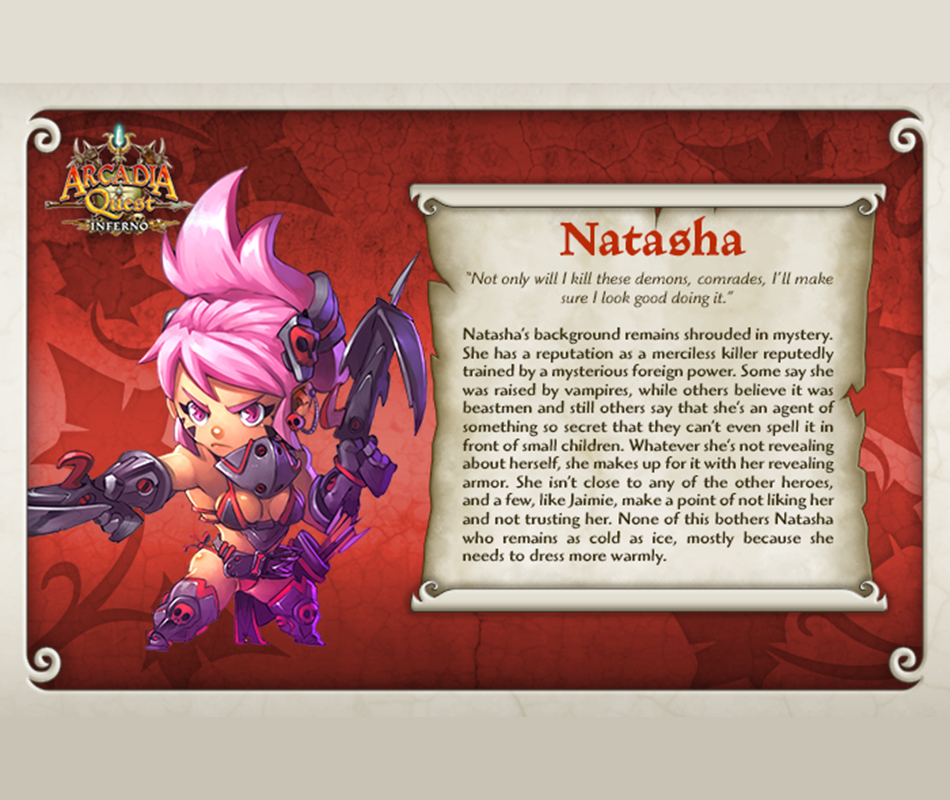 ARCADIA
Quest
INFERNO
Natasha
"Not only will I kill these demons, comrades, I'll make
sure I look good doing it."
Natasha's background remains shrouded in mystery.
She has a reputation as a merciless killer reputedly
trained by a mysterious foreign power. Some say she
was raised by vampires, while others believe it was
beastmen and still others say that she's an agent of
something so secret that they can't even spell it in
front of small children. Whatever she's not revealing
about herself, she makes up for it with her revealing
armor. She isn't close to any of the other heroes,
and a few, like Jaimie, make a point of not liking her
and not trusting her. None of this bothers Natasha
who remains as cold as ice, mostly because she
needs to dress more warmly.